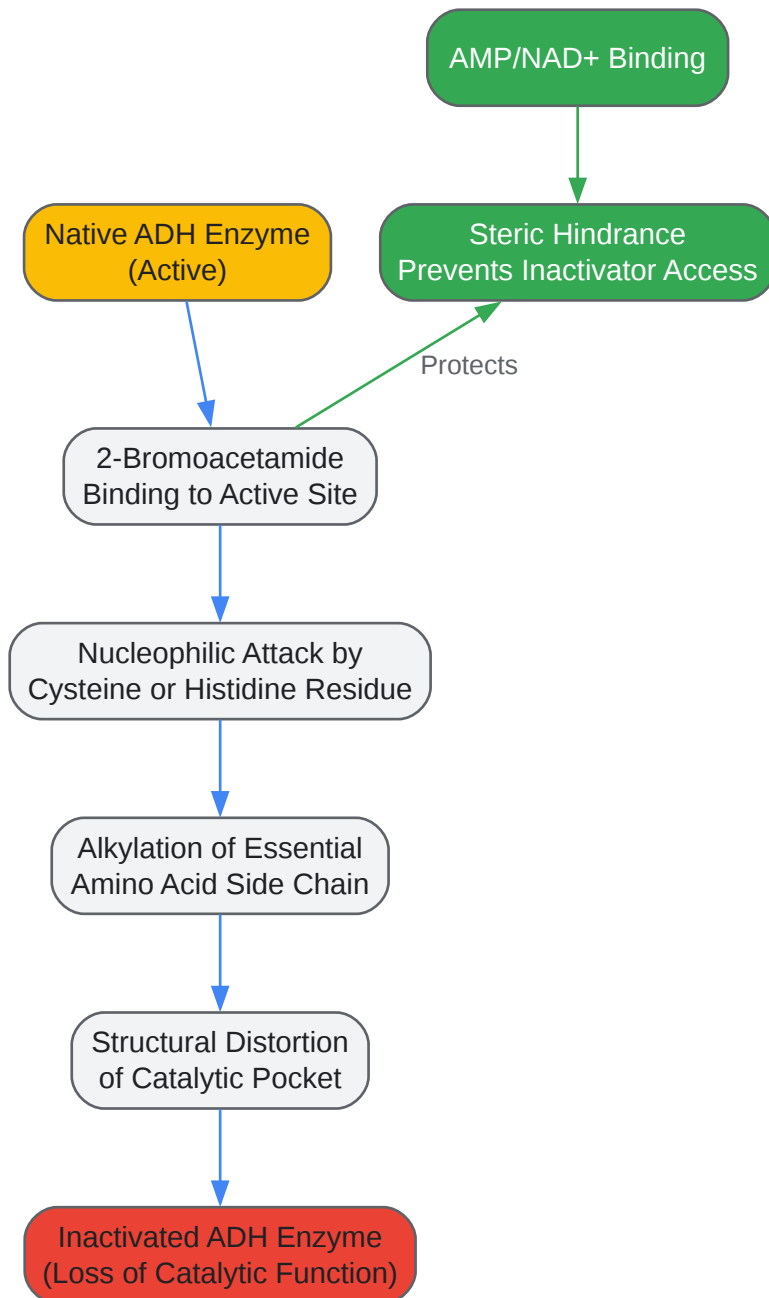 AMP/NAD+ Binding
Native ADH Enzyme
(Active)
Steric Hindrance
Prevents Inactivator Access
Protects
2-Bromoacetamide
Binding to Active Site
Nucleophilic Attack by
Cysteine or Histidine Residue
Alkylation of Essential
Amino Acid Side Chain
Structural Distortion
of Catalytic Pocket
Inactivated ADH Enzyme
(Loss of Catalytic Function)